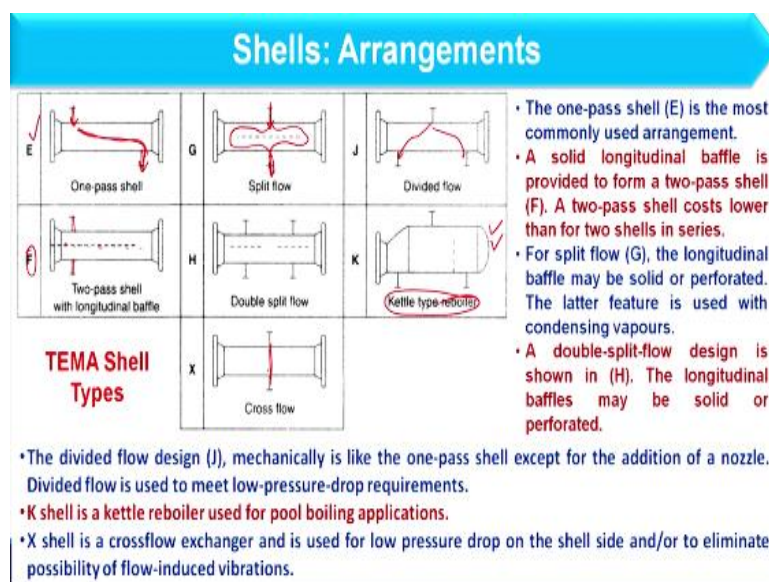 Shells: Arrangements
E
One-pass shell
G
Split flow
J
Divided flow
F
Two-pass shell
with longitudinal baffle
H
Double split flow
K
Kettle type reboiler
X
Cross flow
TEMA Shell
Types
• The one-pass shell (E) is the most
commonly used arrangement.
• A solid longitudinal baffle is
provided to form a two-pass shell
(F). A two-pass shell costs lower
than for two shells in series.
• For split flow (G), the longitudinal
baffle may be solid or perforated.
The latter feature is used with
condensing vapours.
• A double-split-flow design is
shown in (H). The longitudinal
baffles may be solid or
perforated.
•The divided flow design (J), mechanically is like the one-pass shell except for the addition of a nozzle.
Divided flow is used to meet low-pressure-drop requirements.
•K shell is a kettle reboiler used for pool boiling applications.
•X shell is a crossflow exchanger and is used for low pressure drop on the shell side and/or to eliminate
possibility of flow-induced vibrations.